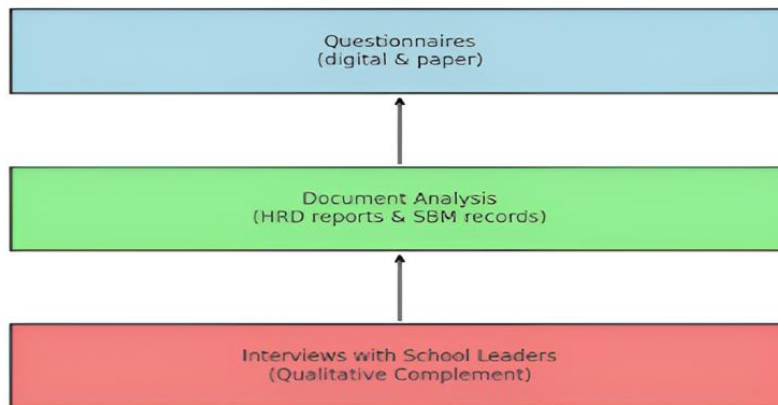 Questionnaires
(digital & paper)
Document Analysis
(HRD reports & SBM records)
Interviews with School Leaders
(Qualitative Complement)